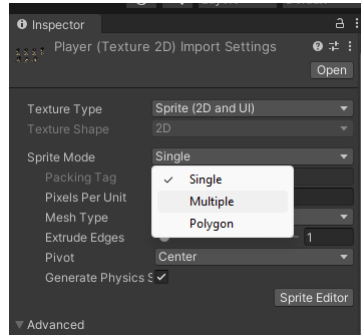 Inspector
Player (Texture 2D) Import Settings
Open
Texture Type Sprite (2D and UI)
Texture Shape 2D
Sprite Mode Single
Packing Tag
✓ Single
Pixels Per Unit
Multiple
Mesh Type
Polygon
Extrude Edges 1
Pivot Center
Generate Physics S
Sprite Editor
Advanced